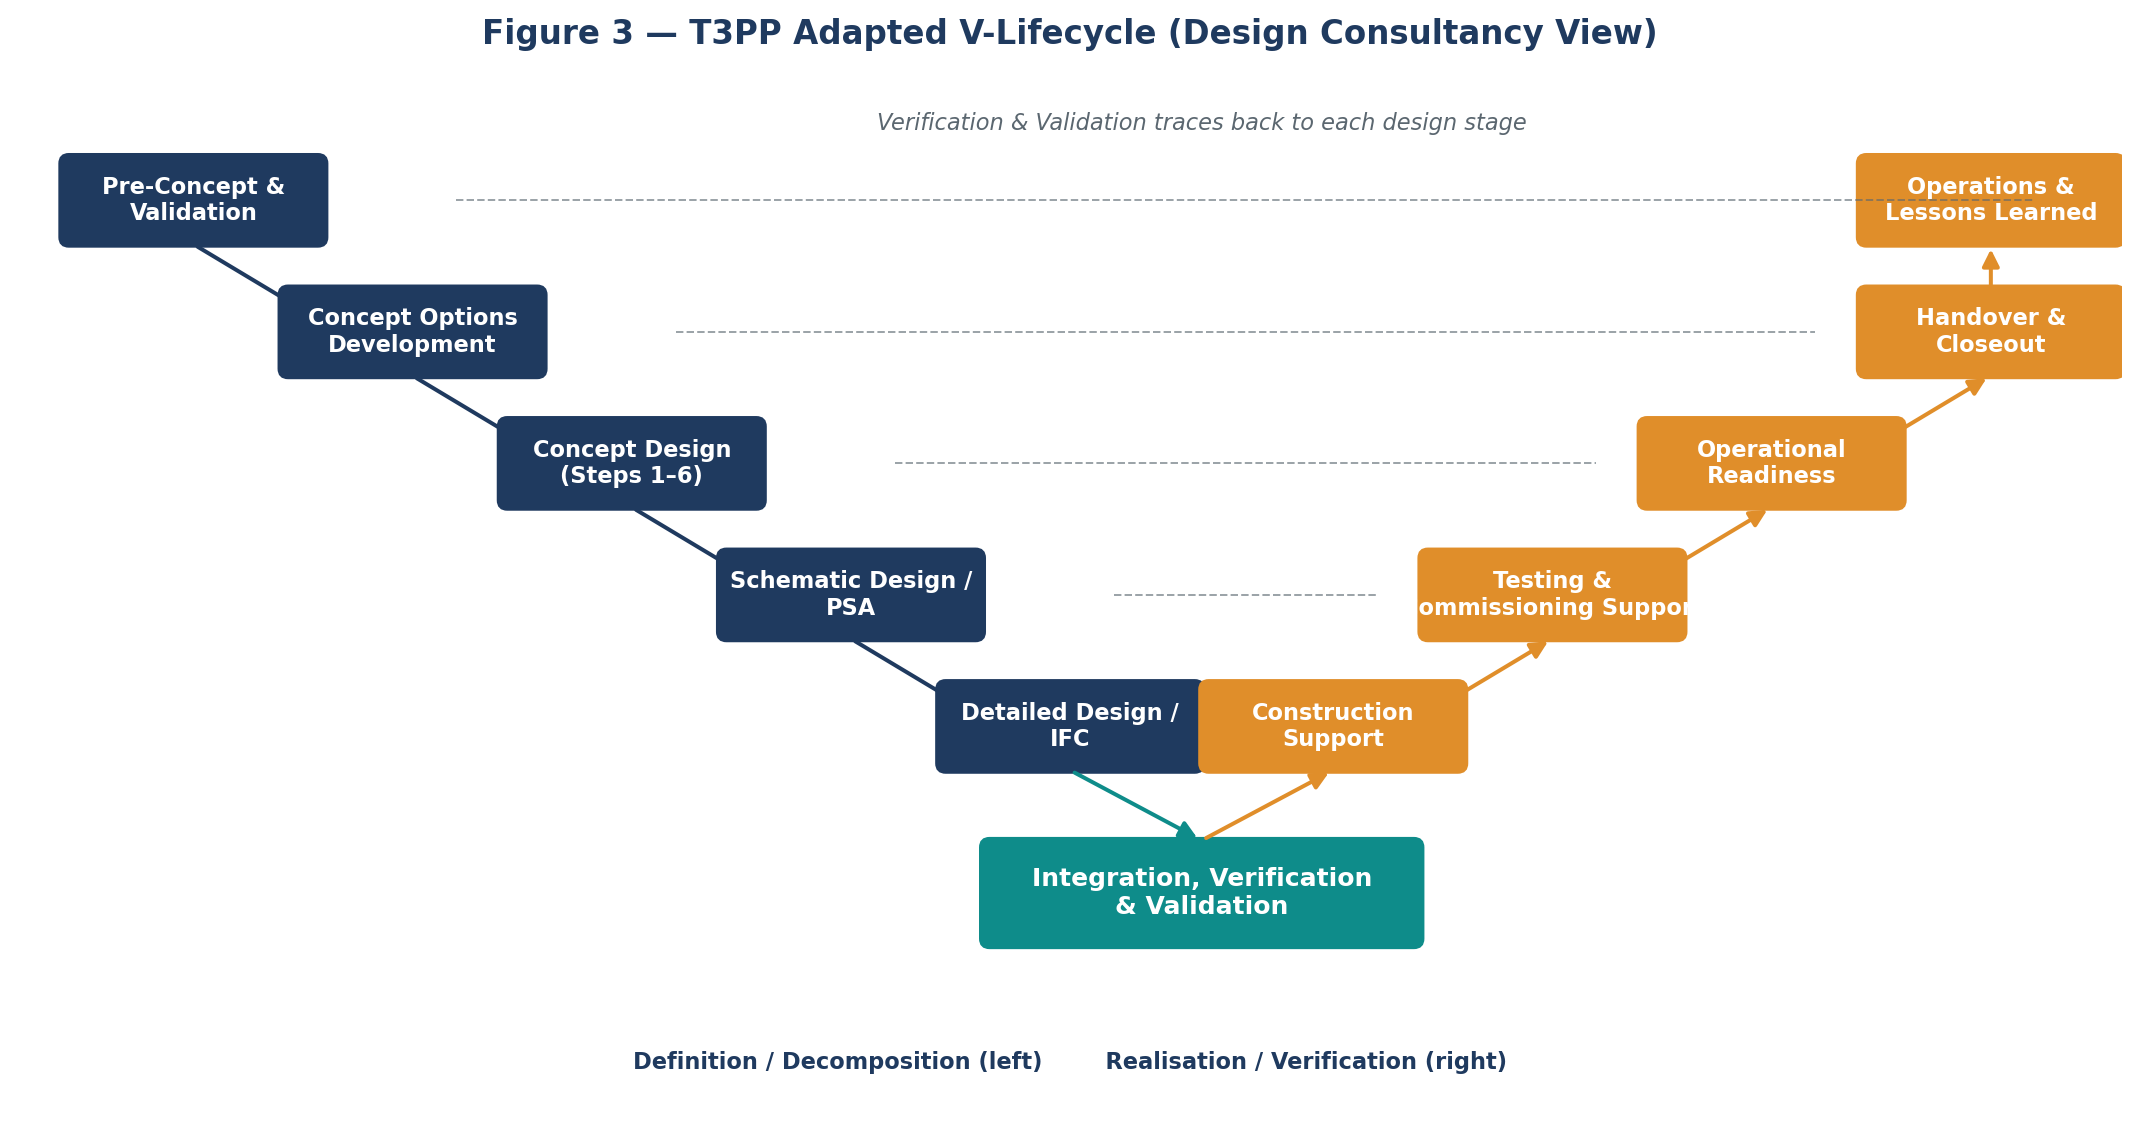 Figure 3 — T3PP Adapted V-Lifecycle (Design Consultancy View)
Verification & Validation traces back to each design stage
Pre-Concept &
Validation
Operations &
Lessons Learned
Concept Options
Development
Handover &
Closeout
Concept Design
(Steps 1–6)
Operational
Readiness
Schematic Design /
PSA
Testing &
ommissioning Suppor
Detailed Design /
IFC
Construction
Support
Integration, Verification
& Validation
Definition / Decomposition (left)
Realisation / Verification (right)